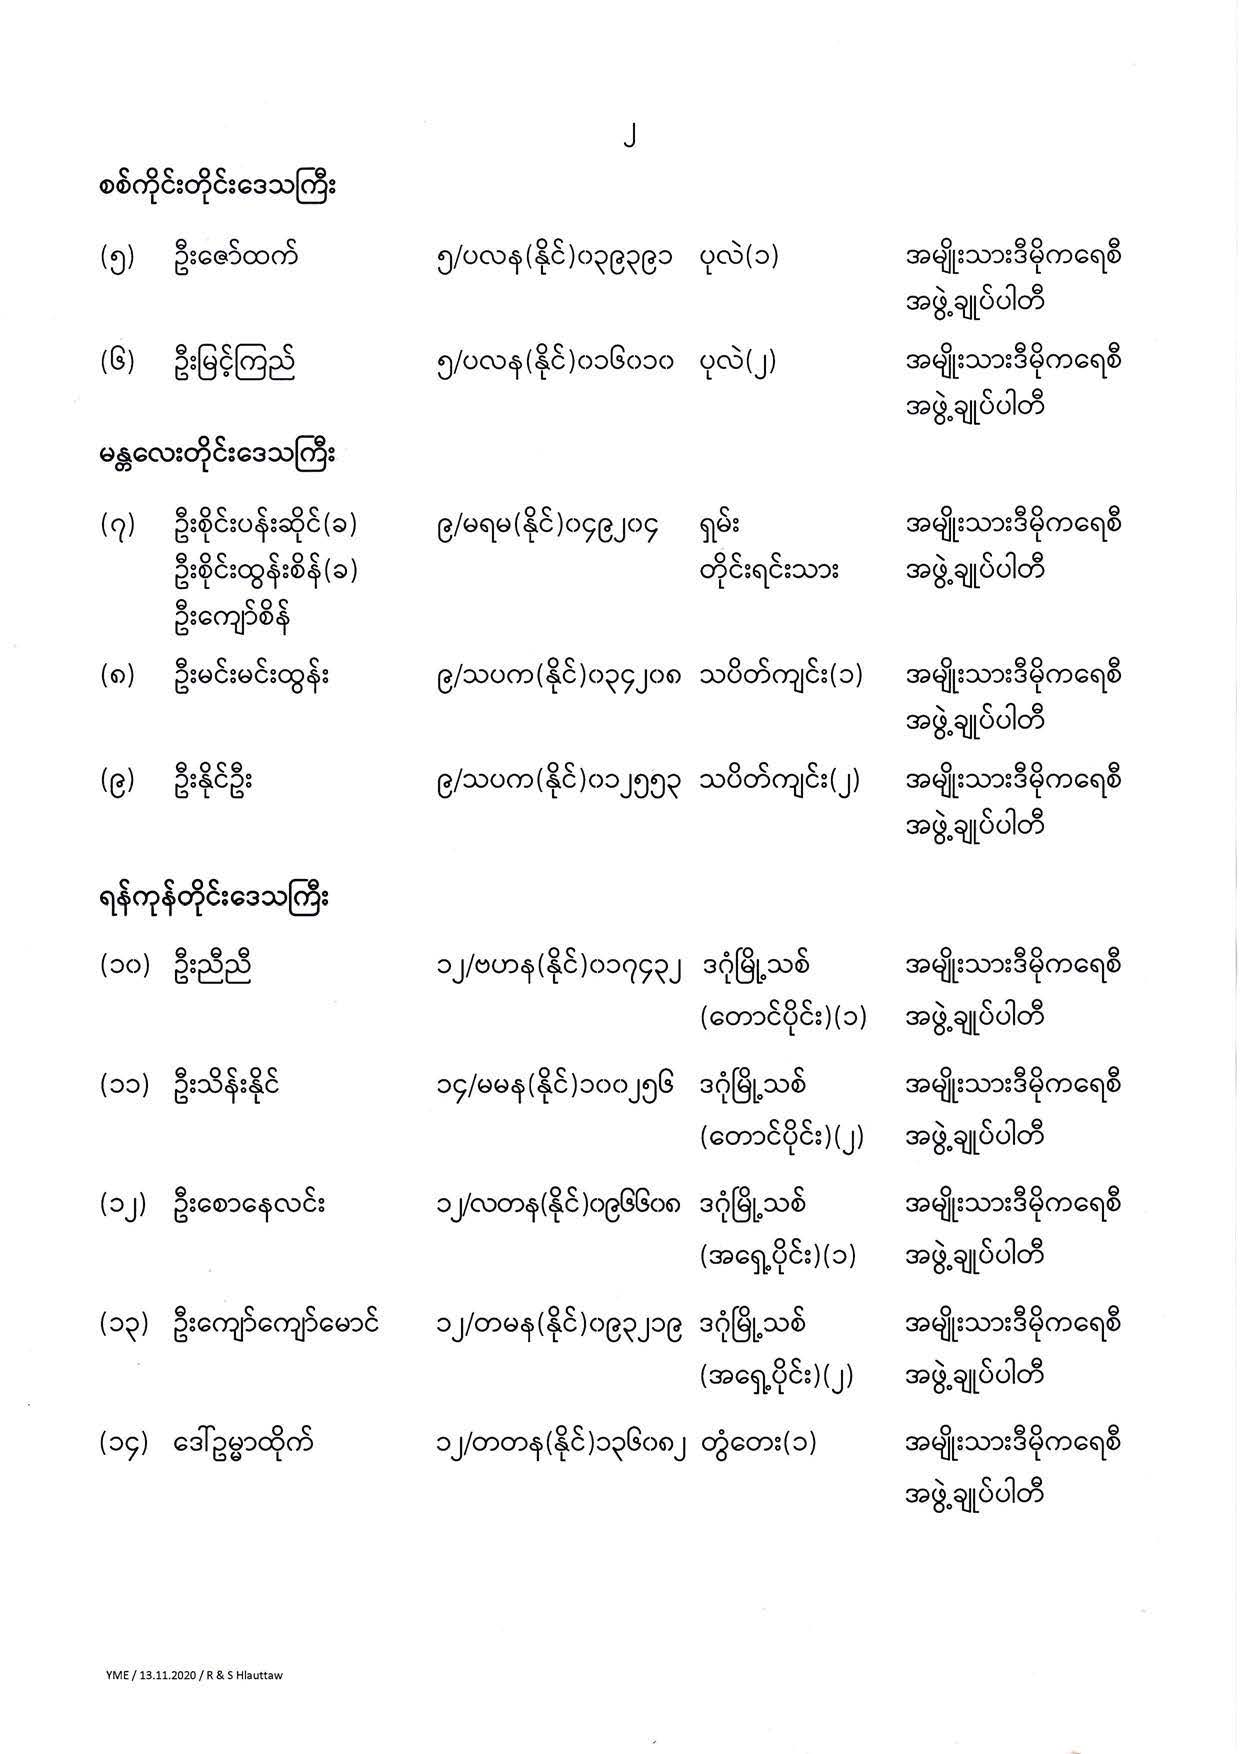 ၂
စစ်ကိုင်းတိုင်းဒေသကြီး
(၅) ဦးဇော်ထက် ၅/ပလန(နိုင်)၀၃၉၃၉၁ ပုလဲ(၁) အမျိုးသားဒီမိုကရေစီ
အဖွဲ့ချုပ်ပါတီ
(၆) ဦးမြင့်ကြည် ၅/ပလန(နိုင်)၀၁၆၀၁၀ ပုလဲ(၂) အမျိုးသားဒီမိုကရေစီ
အဖွဲ့ချုပ်ပါတီ
မန္တလေးတိုင်းဒေသကြီး
(၇) ဦးစိုင်းပန်းဆိုင်(ခ) ၉/မရမ(နိုင်)၀၄၉၂၀၄ ရှမ်း အမျိုးသားဒီမိုကရေစီ
ဦးစိုင်းထွန်းစိန်(ခ) တိုင်းရင်းသား အဖွဲ့ချုပ်ပါတီ
ဦးကျော်စိန်
(၈) ဦးမင်းမင်းထွန်း ၉/သပက(နိုင်)၀၃၄၂၀၈ သပိတ်ကျင်း(၁) အမျိုးသားဒီမိုကရေစီ
အဖွဲ့ချုပ်ပါတီ
(၉) ဦးနိုင်ဦး ၉/သပက(နိုင်)၀၁၂၅၅၃ သပိတ်ကျင်း(၂) အမျိုးသားဒီမိုကရေစီ
အဖွဲ့ချုပ်ပါတီ
ရန်ကုန်တိုင်းဒေသကြီး
(၁၀) ဦးညီညီ ၁၂/ဗဟန(နိုင်)၀၁၇၄၃၂ ဒဂုံမြို့သစ် အမျိုးသားဒီမိုကရေစီ
(တောင်ပိုင်း)(၁) အဖွဲ့ချုပ်ပါတီ
(၁၁) ဦးသိန်းနိုင် ၁၄/မမန(နိုင်)၁၀၀၂၅၆ ဒဂုံမြို့သစ် အမျိုးသားဒီမိုကရေစီ
(တောင်ပိုင်း)(၂) အဖွဲ့ချုပ်ပါတီ
(၁၂) ဦးစောနေလင်း ၁၂/လတန(နိုင်)၀၉၆၆၀၈ ဒဂုံမြို့သစ် အမျိုးသားဒီမိုကရေစီ
(အရှေ့ပိုင်း)(၁) အဖွဲ့ချုပ်ပါတီ
(၁၃) ဦးကျော်ကျော်မောင် ၁၂/တမန(နိုင်)၀၉၃၂၁၉ ဒဂုံမြို့သစ် အမျိုးသားဒီမိုကရေစီ
(အရှေ့ပိုင်း)(၂) အဖွဲ့ချုပ်ပါတီ
(၁၄) ဒေါ်ဥမ္မာထိုက် ၁၂/တတန(နိုင်)၁၃၆၀၈၂ တွံတေး(၁) အမျိုးသားဒီမိုကရေစီ
အဖွဲ့ချုပ်ပါတီ
YME / 13.11.2020 / R & S Hlauttaw